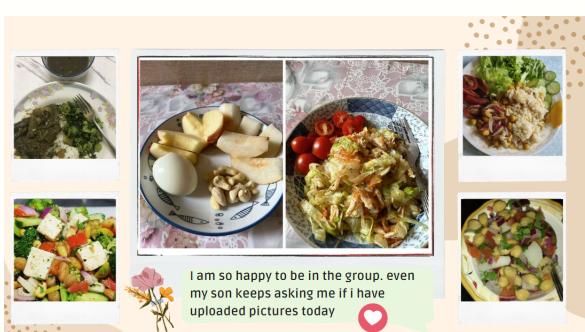 I am so happy to be in the group. even
my son keeps asking me if i have
uploaded pictures today